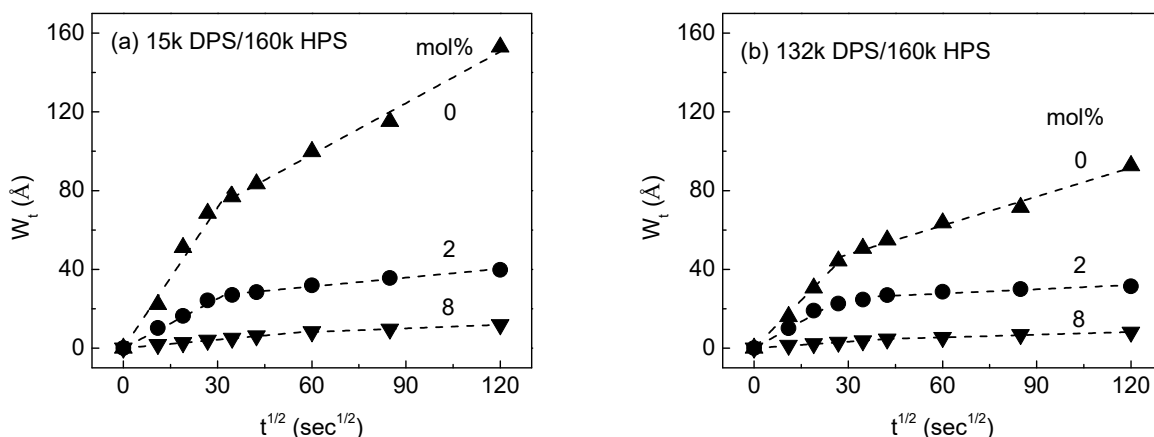 (a) 15k DPS/160k HPS
mol%
0
2
8
160
120
80
40
0
W_t (Å)
0 30 60 90 120
t^1/2 (sec^1/2)
(b) 132k DPS/160k HPS
mol%
0
2
8
160
120
80
40
0
W_t (Å)
0 30 60 90 120
t^1/2 (sec^1/2)